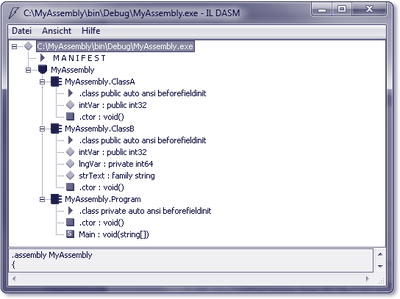 C:\MyAssembly\bin\Debug\MyAssembly.exe - IL DASM
Datei Ansicht Hilfe
C:\MyAssembly\bin\Debug\MyAssembly.exe
MANIFEST
MyAssembly
MyAssembly.ClassA
.class public auto ansi beforefieldinit
intVar : public int32
.ctor : void()
MyAssembly.ClassB
.class public auto ansi beforefieldinit
intVar : public int32
lngVar : private int64
strText : family string
.ctor : void()
MyAssembly.Program
.class private auto ansi beforefieldinit
.ctor : void()
S Main : void(string[])
.assembly MyAssembly
{